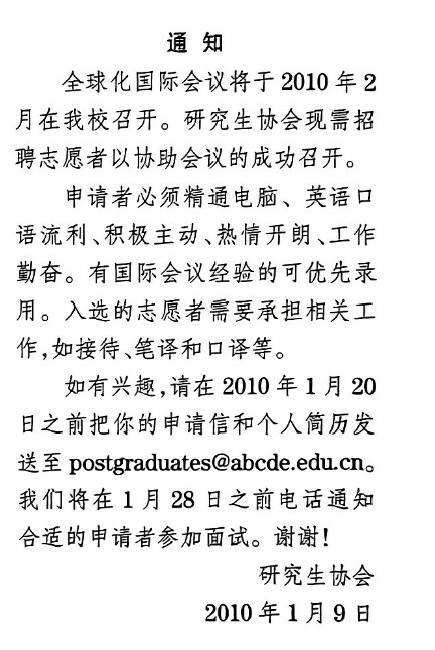 通 知
全球化国际会议将于 2010 年 2
月在我校召开。研究生协会现需招
聘志愿者以协助会议的成功召开。
申请者必须精通电脑、英语口
语流利、积极主动、热情开朗、工作
勤奋。有国际会议经验的可优先录
用。入选的志愿者需要承担相关工
作,如接待、笔译和口译等。
如有兴趣,请在 2010 年 1 月 20
日之前把你的申请信和个人简历发
送至 postgraduates@abcde.edu.cn。
我们将在 1 月 28 日之前电话通知
合适的申请者参加面试。谢谢!
研究生协会
2010 年 1 月 9 日